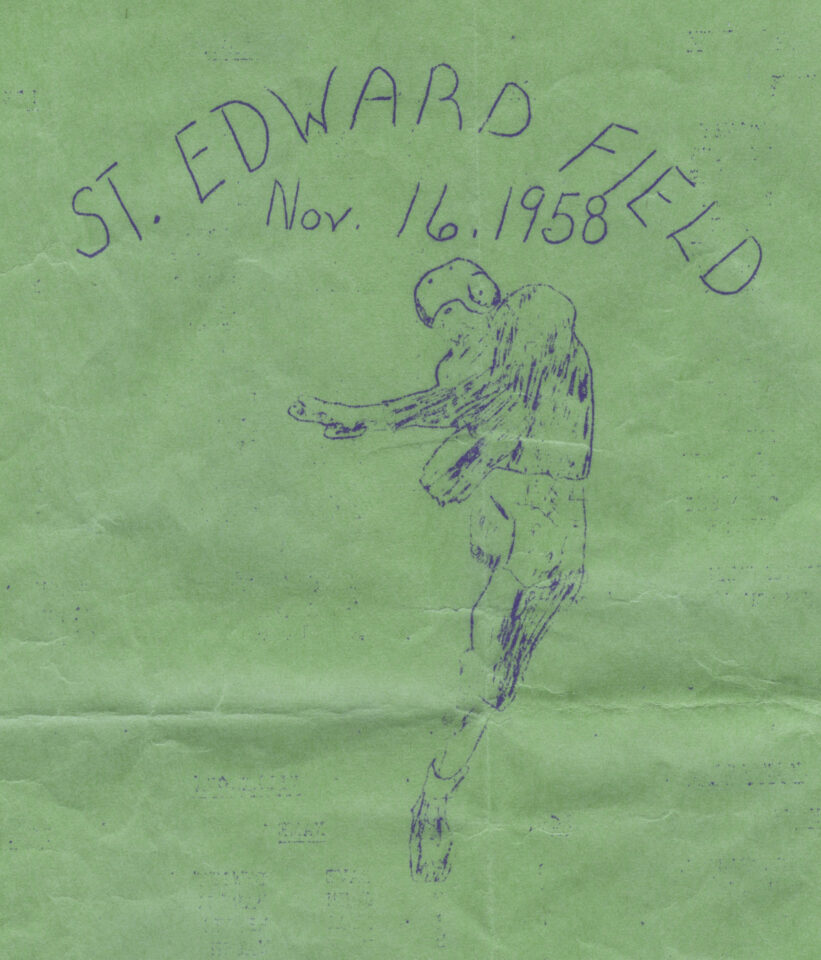 ST. EDWARD FIELD
Nov. 16. 1958